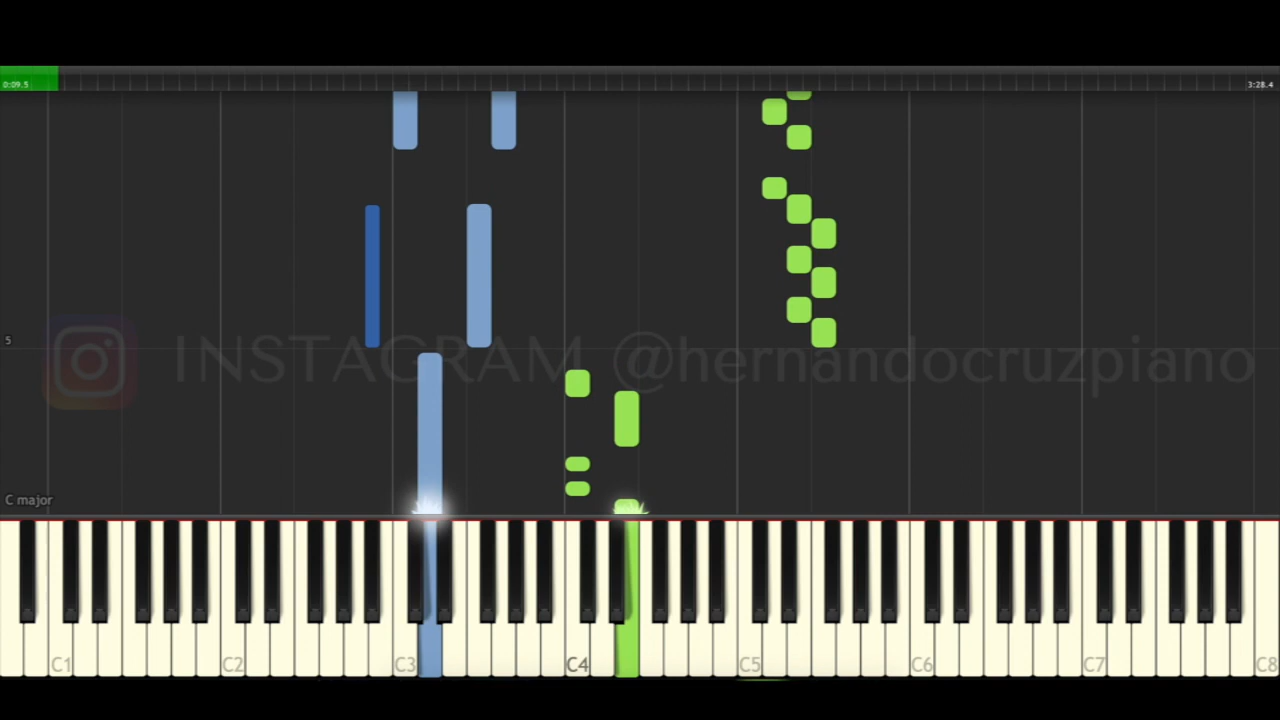 0:09.5 3:28.4
5
INSTAGRAM @hernandocruzpiano
C major
C1 C2 C3 C4 C5 C6 C7 C8